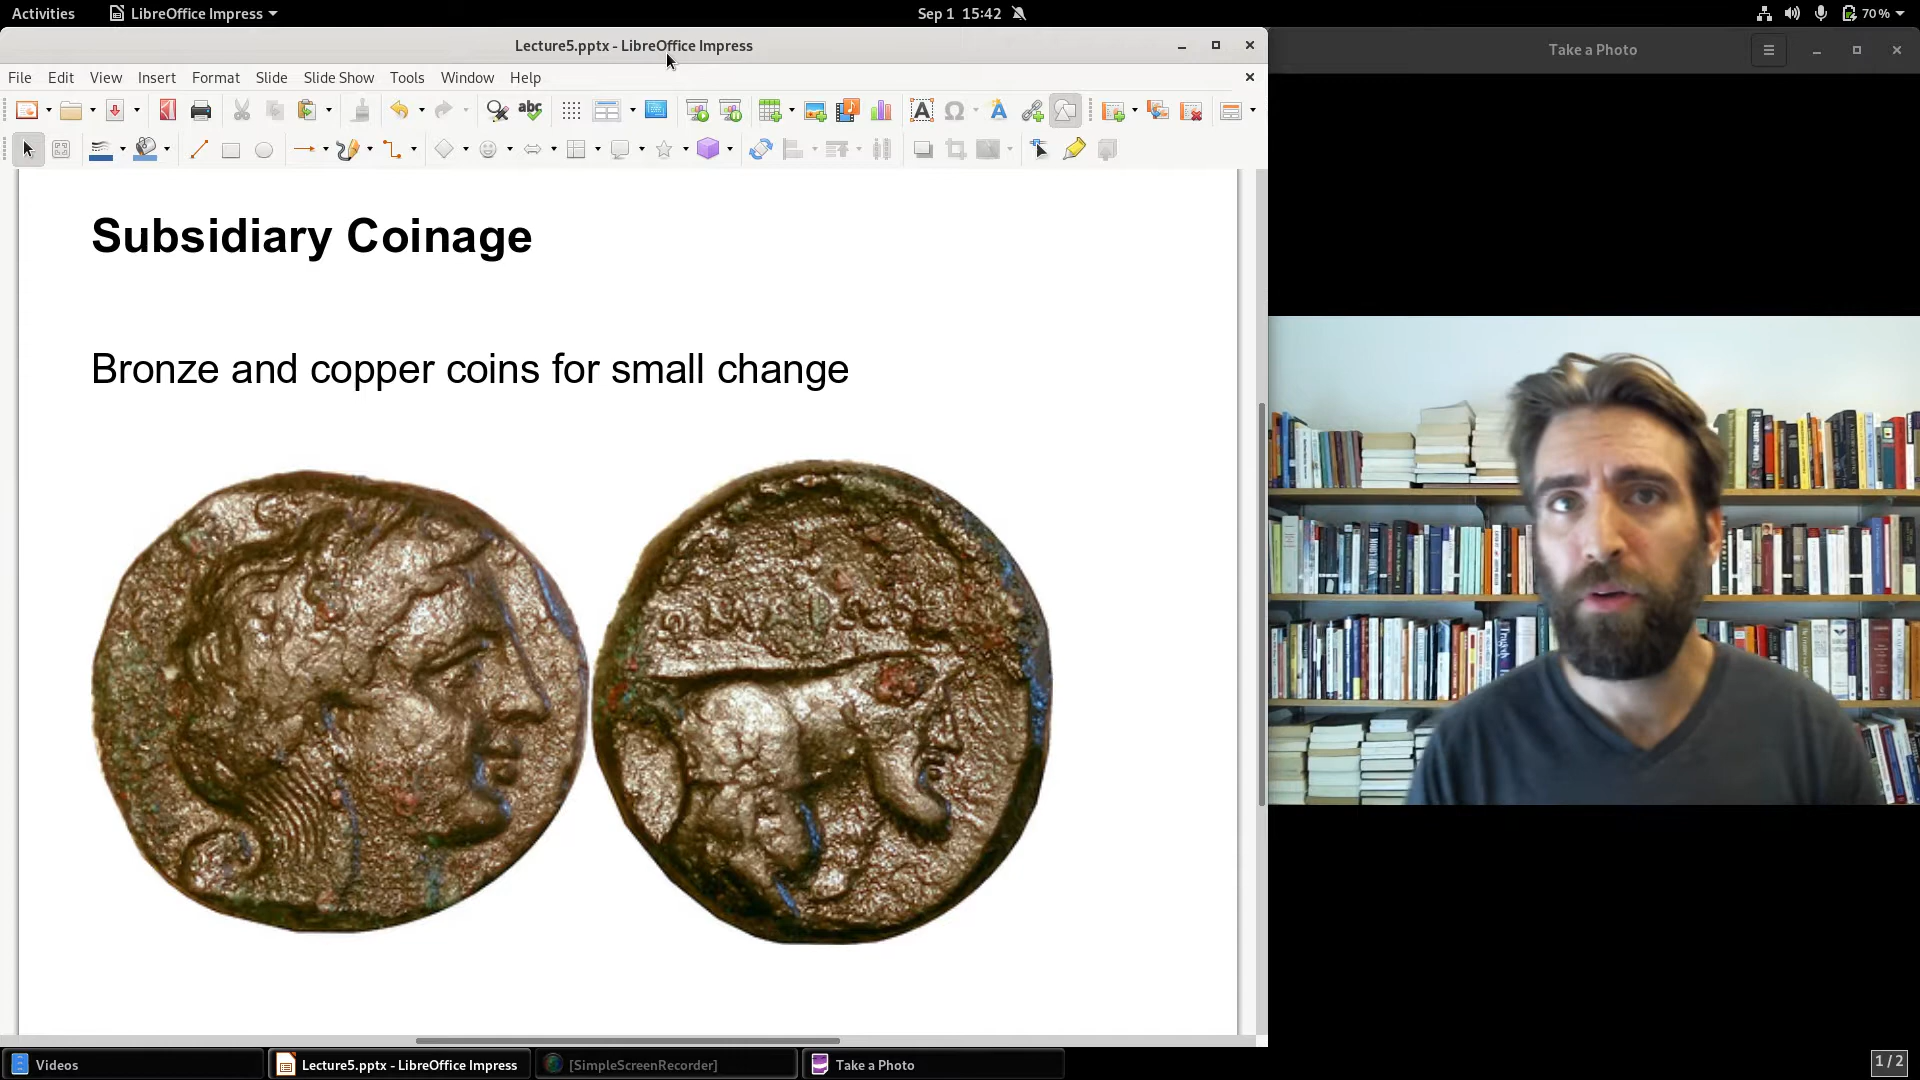 Activities LibreOffice Impress Sep 1 15:42 70 %
Lecture5.pptx - LibreOffice Impress
Take a Photo
File Edit View Insert Format Slide Slide Show Tools Window Help
Subsidiary Coinage
Bronze and copper coins for small change
Videos
Lecture5.pptx - LibreOffice Impress
[SimpleScreenRecorder]
Take a Photo
1 / 2